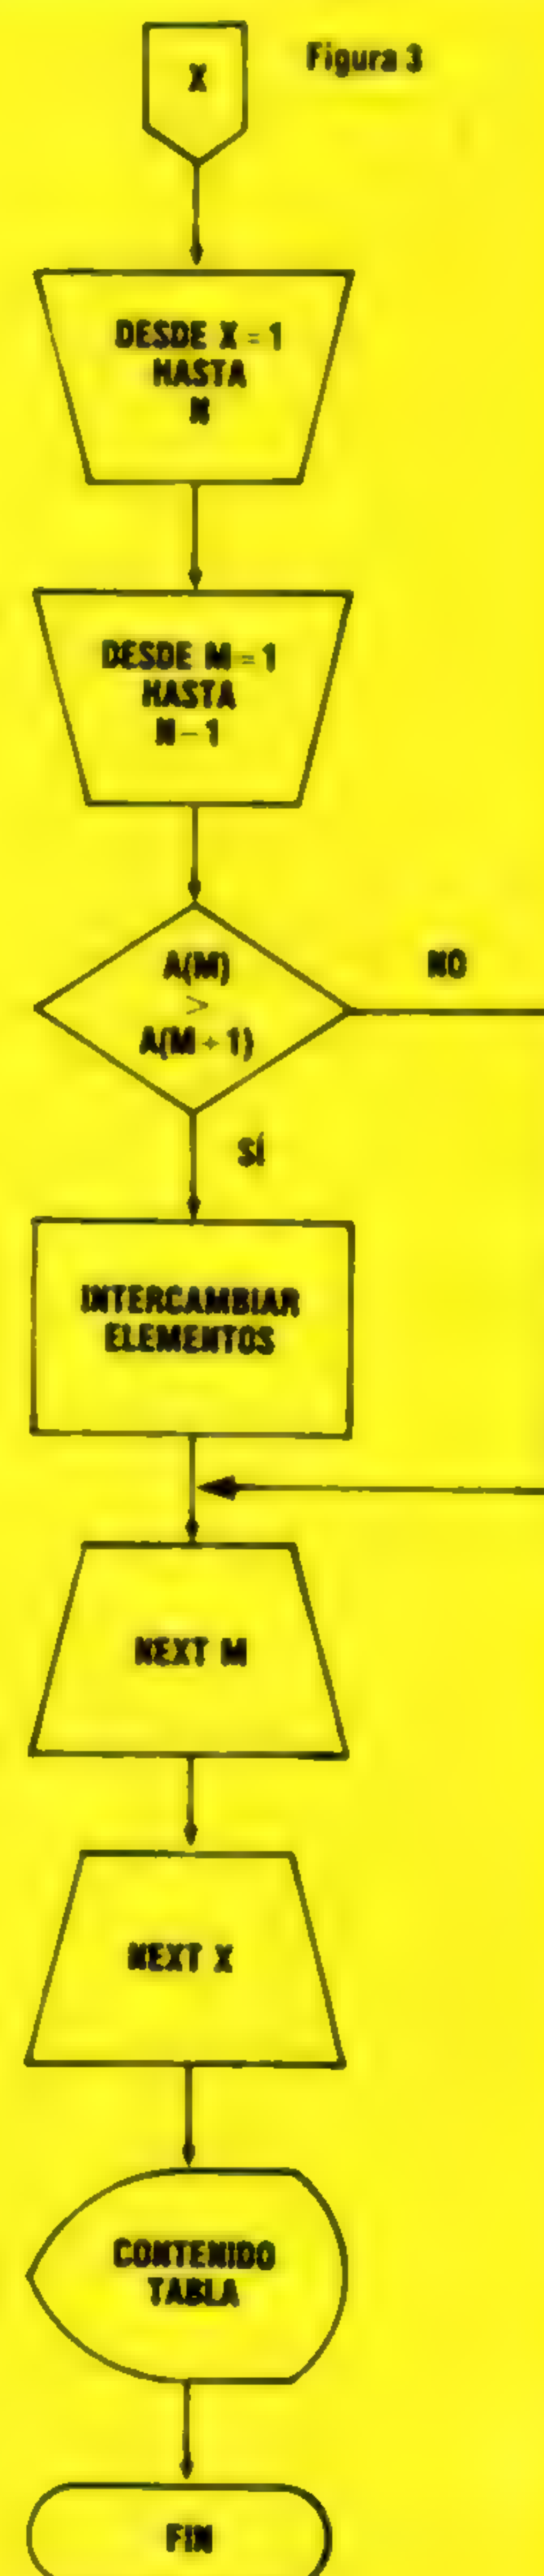 Figura 3
X
DESDE X = 1
HASTA
N
DESDE M = 1
HASTA
N - 1
A(M)
>
A(M + 1)
NO
SÍ
INTERCAMBIAR
ELEMENTOS
NEXT M
NEXT X
CONTENIDO
TABLA
FIN